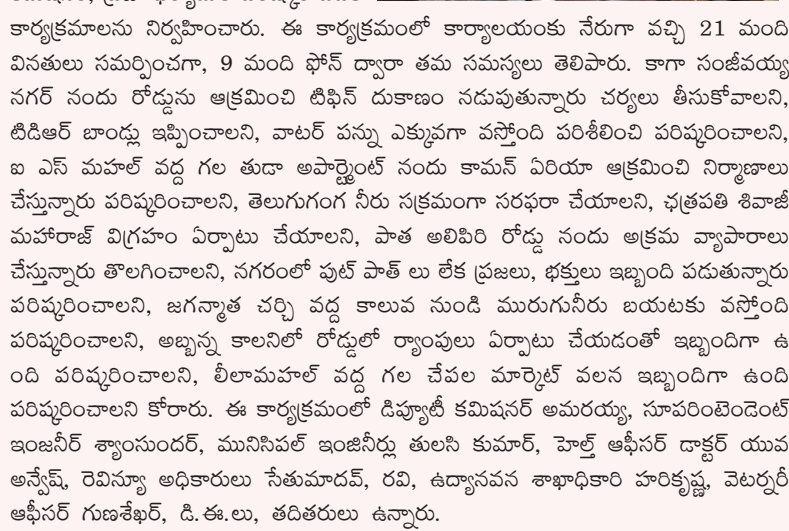 కార్యక్రమాలను నిర్వహించారు. ఈ కార్యక్రమంలో కార్యాలయంకు నేరుగా వచ్చి 21 మంది
వినతులు సమర్పించగా, 9 మంది ఫోన్ ద్వారా తమ సమస్యలు తెలిపారు. కాగా సంజీవయ్య
నగర్ నందు రోడ్డును ఆక్రమించి టిఫిన్ దుకాణం నడుపుతున్నారు చర్యలు తీసుకోవాలని,
టిడిఆర్ బాండ్లు ఇప్పించాలని, వాటర్ పన్ను ఎక్కువగా వస్తోంది పరిశీలించి పరిష్కరించాలని,
ఐ ఎస్ మహల్ వద్ద గల తుడా అపార్ట్మెంట్ నందు కామన్ ఏరియా ఆక్రమించి నిర్మాణాలు
చేస్తున్నారు పరిష్కరించాలని, తెలుగుగంగ నీరు సక్రమంగా సరఫరా చేయాలని, ఛత్రపతి శివాజీ
మహారాజ్ విగ్రహం ఏర్పాటు చేయాలని, పాత అలిపిరి రోడ్డు నందు అక్రమ వ్యాపారాలు
చేస్తున్నారు తొలగించాలని, నగరంలో పుట్ పాత్ లు లేక ప్రజలు, భక్తులు ఇబ్బంది పడుతున్నారు
పరిష్కరించాలని, జగన్మాత చర్చి వద్ద కాలువ నుండి మురుగునీరు బయటకు వస్తోంది
పరిష్కరించాలని, అబ్బన్న కాలనిలో రోడ్డులో ర్యాంపులు ఏర్పాటు చేయడంతో ఇబ్బందిగా ఉ
ంది పరిష్కరించాలని, లీలామహల్ వద్ద గల చేపల మార్కెట్ వలన ఇబ్బందిగా ఉంది
పరిష్కరించాలని కోరారు. ఈ కార్యక్రమంలో డిప్యూటీ కమిషనర్ అమరయ్య, సూపరింటెండెంట్
ఇంజనీర్ శ్యాంసుందర్, మునిసిపల్ ఇంజినీర్లు తులసి కుమార్, హెల్త్ ఆఫీసర్ డాక్టర్ యువ
అన్వేష్, రెవిన్యూ అధికారులు సేతుమాదవ్, రవి, ఉద్యానవన శాఖాధికారి హరికృష్ణ, వెటర్నరీ
ఆఫీసర్ గుణశేఖర్, డి.ఈ.లు, తదితరులు ఉన్నారు.